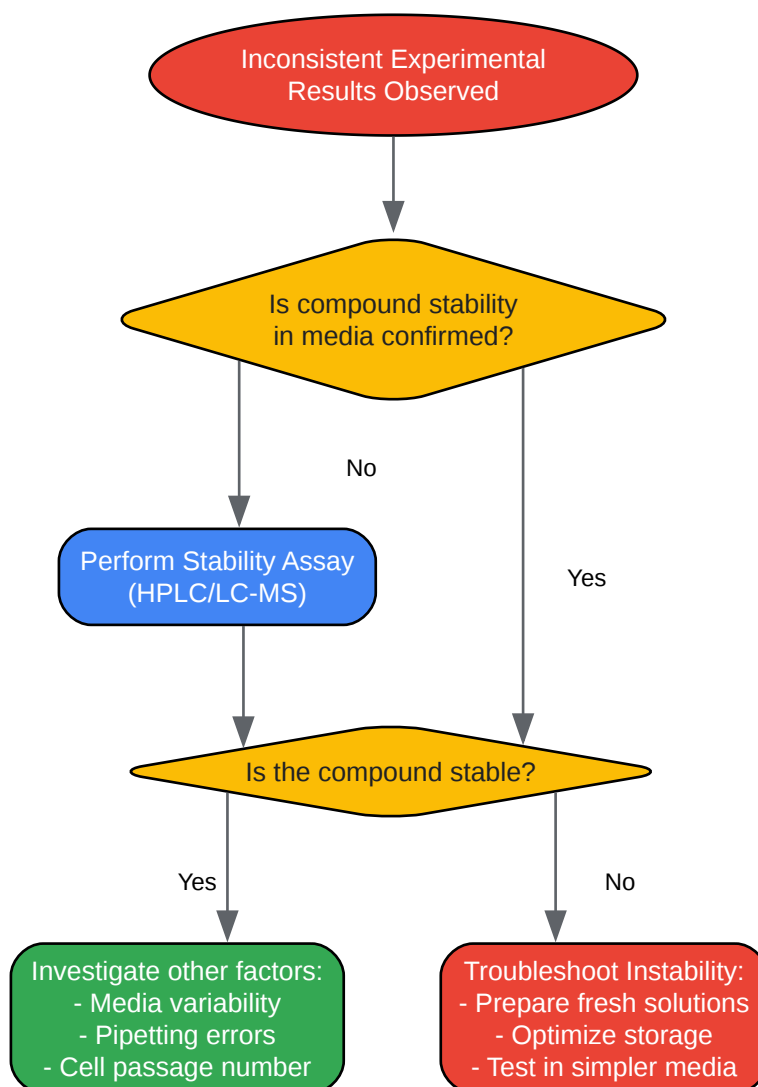 Inconsistent Experimental
Results Observed
Is compound stability
in media confirmed?
No
Perform Stability Assay
(HPLC/LC-MS)
Yes
Is the compound stable?
Yes
No
Investigate other factors:
- Media variability
- Pipetting errors
- Cell passage number
Troubleshoot Instability:
- Prepare fresh solutions
- Optimize storage
- Test in simpler media